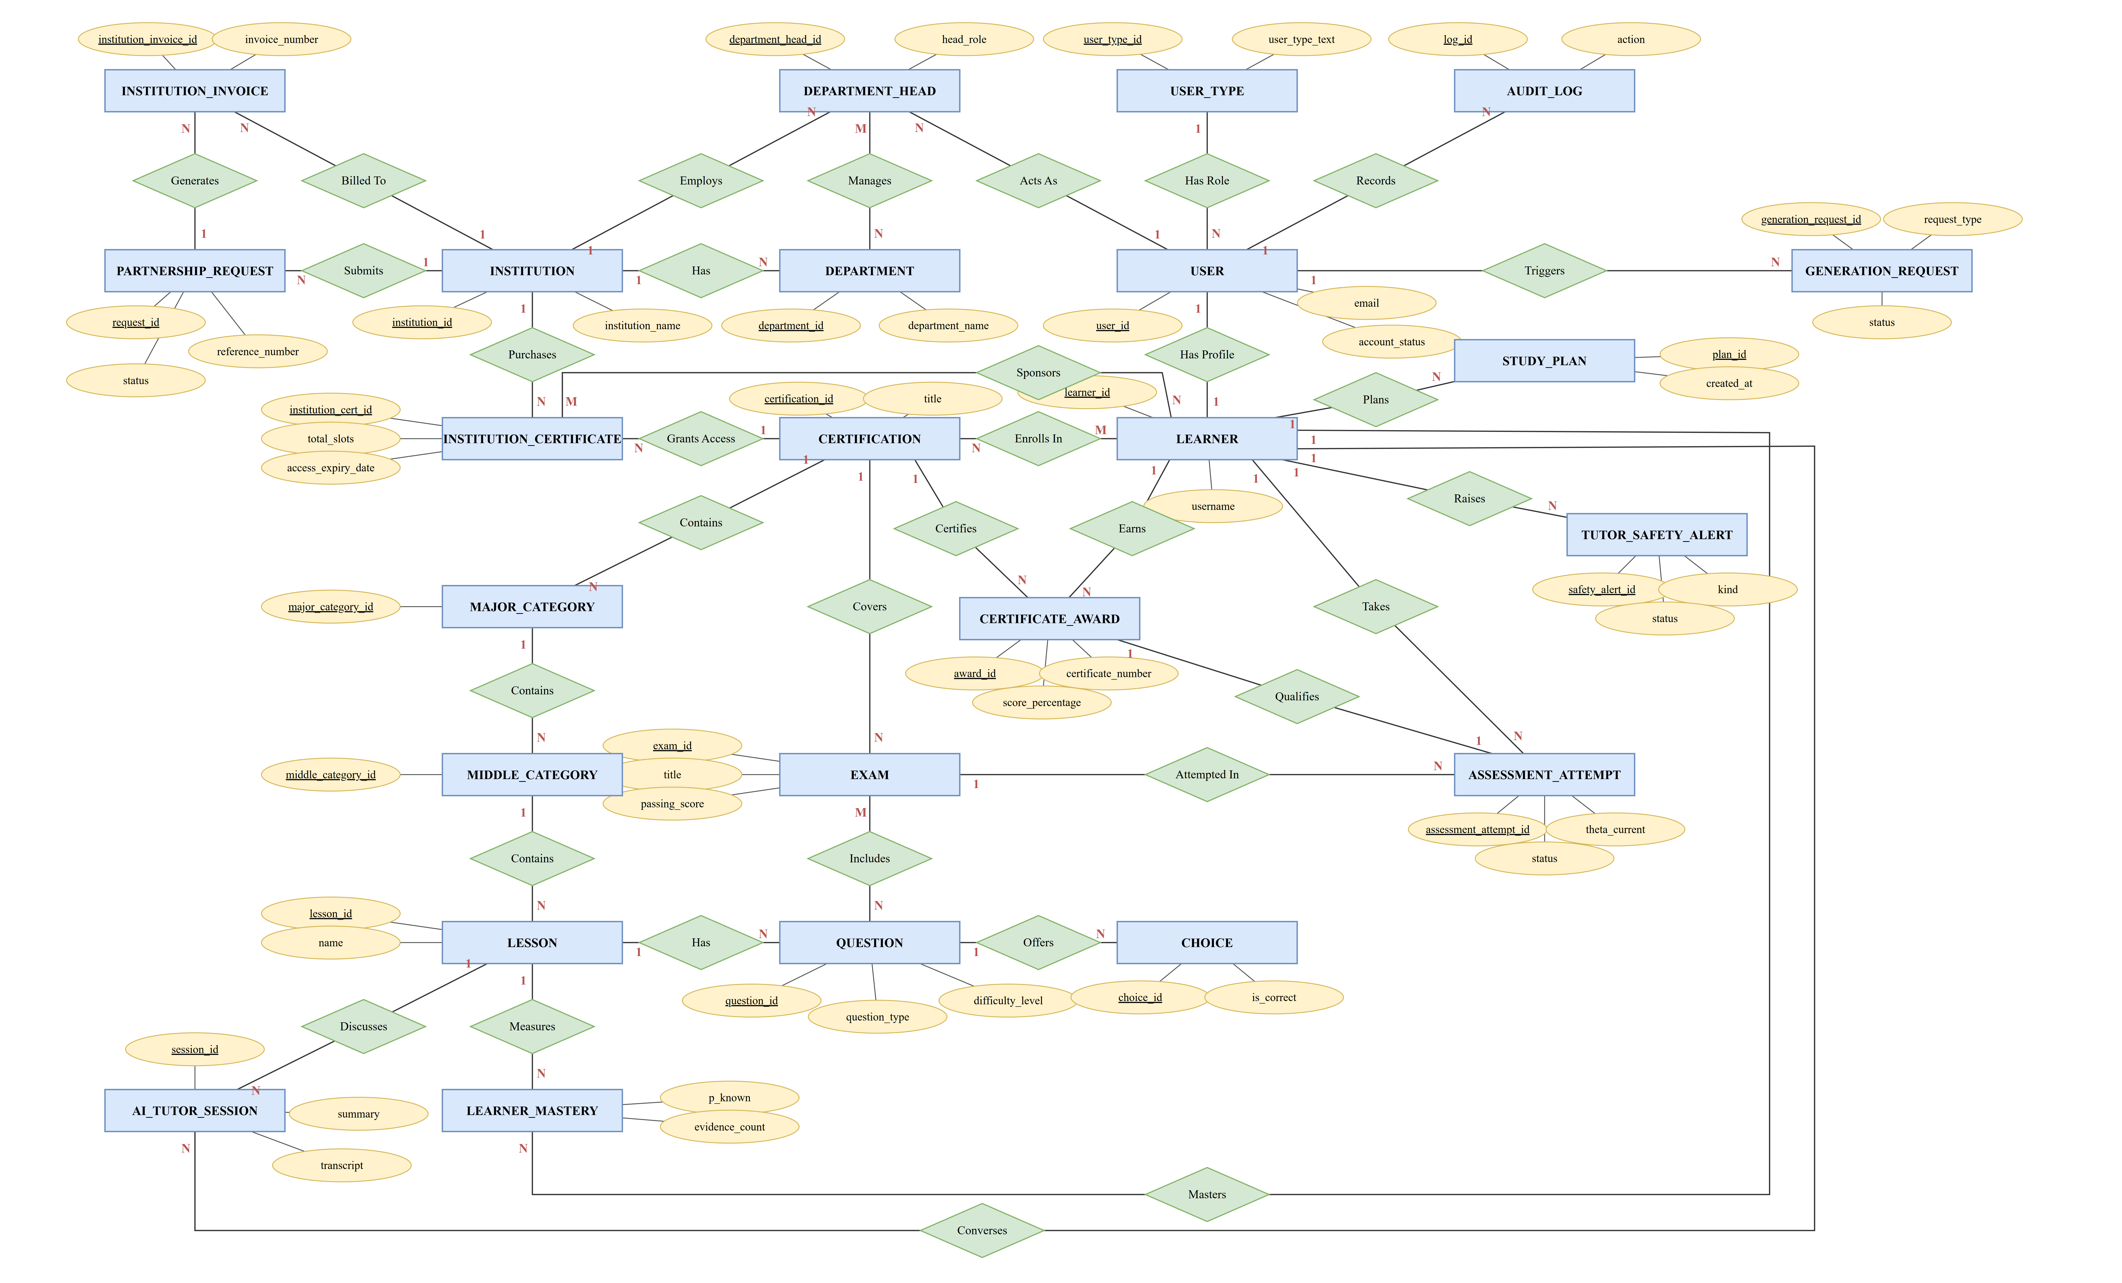 institution_invoice_id
invoice_number
department_head_id
head_role
user_type_id
user_type_text
log_id
action
INSTITUTION_INVOICE
DEPARTMENT_HEAD
USER_TYPE
AUDIT_LOG
N
N
N
M
N
1
N
Generates
Billed To
Employs
Manages
Acts As
Has Role
Records
generation_request_id
request_type
1
1
1
N
1
N
1
PARTNERSHIP_REQUEST
N
Submits
1
INSTITUTION
1
Has
N
DEPARTMENT
USER
1
Triggers
N
GENERATION_REQUEST
request_id
reference_number
status
institution_id
institution_name
department_id
department_name
user_id
email
account_status
status
1
1
Purchases
Has Profile
STUDY_PLAN
plan_id
created_at
Sponsors
Plans
N
N
M
N
1
institution_cert_id
total_slots
access_expiry_date
certification_id
title
learner_id
INSTITUTION_CERTIFICATE
N
Grants Access
1
CERTIFICATION
N
Enrolls In
M
LEARNER
1
1
1
1
1
1
1
1
1
username
Raises
N
Contains
Certifies
Earns
TUTOR_SAFETY_ALERT
safety_alert_id
kind
status
N
N
N
major_category_id
MAJOR_CATEGORY
Covers
CERTIFICATE_AWARD
Takes
1
1
award_id
certificate_number
score_percentage
Contains
Qualifies
N
N
1
N
exam_id
title
passing_score
middle_category_id
MIDDLE_CATEGORY
EXAM
1
Attempted In
N
ASSESSMENT_ATTEMPT
1
M
assessment_attempt_id
theta_current
status
Contains
Includes
N
N
lesson_id
name
LESSON
1
Has
N
QUESTION
1
Offers
N
CHOICE
1
1
question_id
question_type
difficulty_level
choice_id
is_correct
Discusses
Measures
session_id
N
N
AI_TUTOR_SESSION
summary
transcript
LEARNER_MASTERY
p_known
evidence_count
N
N
Masters
Converses